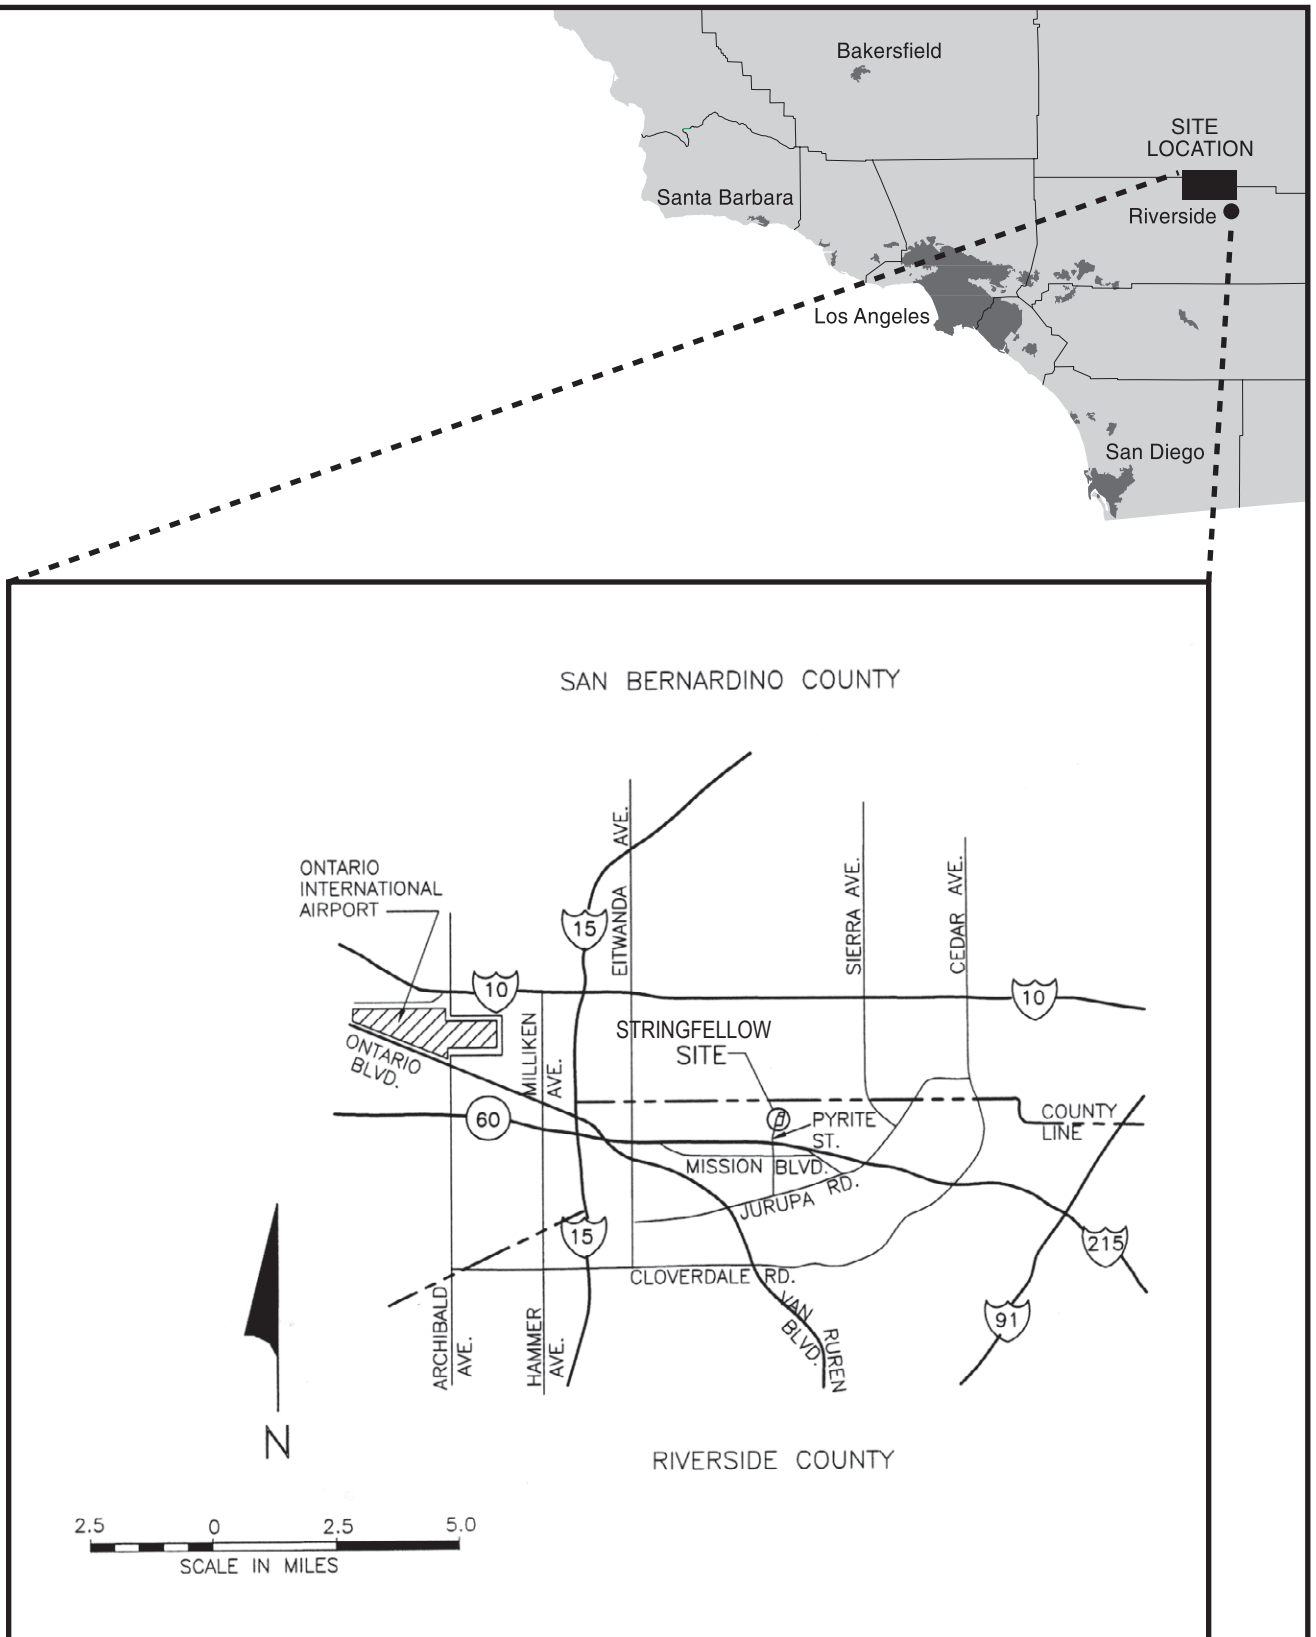 Bakersfield
SITE
LOCATION
Santa Barbara
Riverside
Los Angeles
San Diego
SAN BERNARDINO COUNTY
ONTARIO
INTERNATIONAL
AIRPORT
EITWANDA AVE.
SIERRA AVE.
CEDAR AVE.
15
10
10
STRINGFELLOW
SITE
MILLIKEN
AVE.
ONTARIO
BLVD.
60
PYRITE
ST.
COUNTY
LINE
MISSION BLVD.
JURUPA RD.
15
215
CLOVERDALE RD.
91
VAN RUREN
BLVD.
ARCHIBALD
AVE.
HAMMER
AVE.
N
RIVERSIDE COUNTY
2.5 0 2.5 5.0
SCALE IN MILES